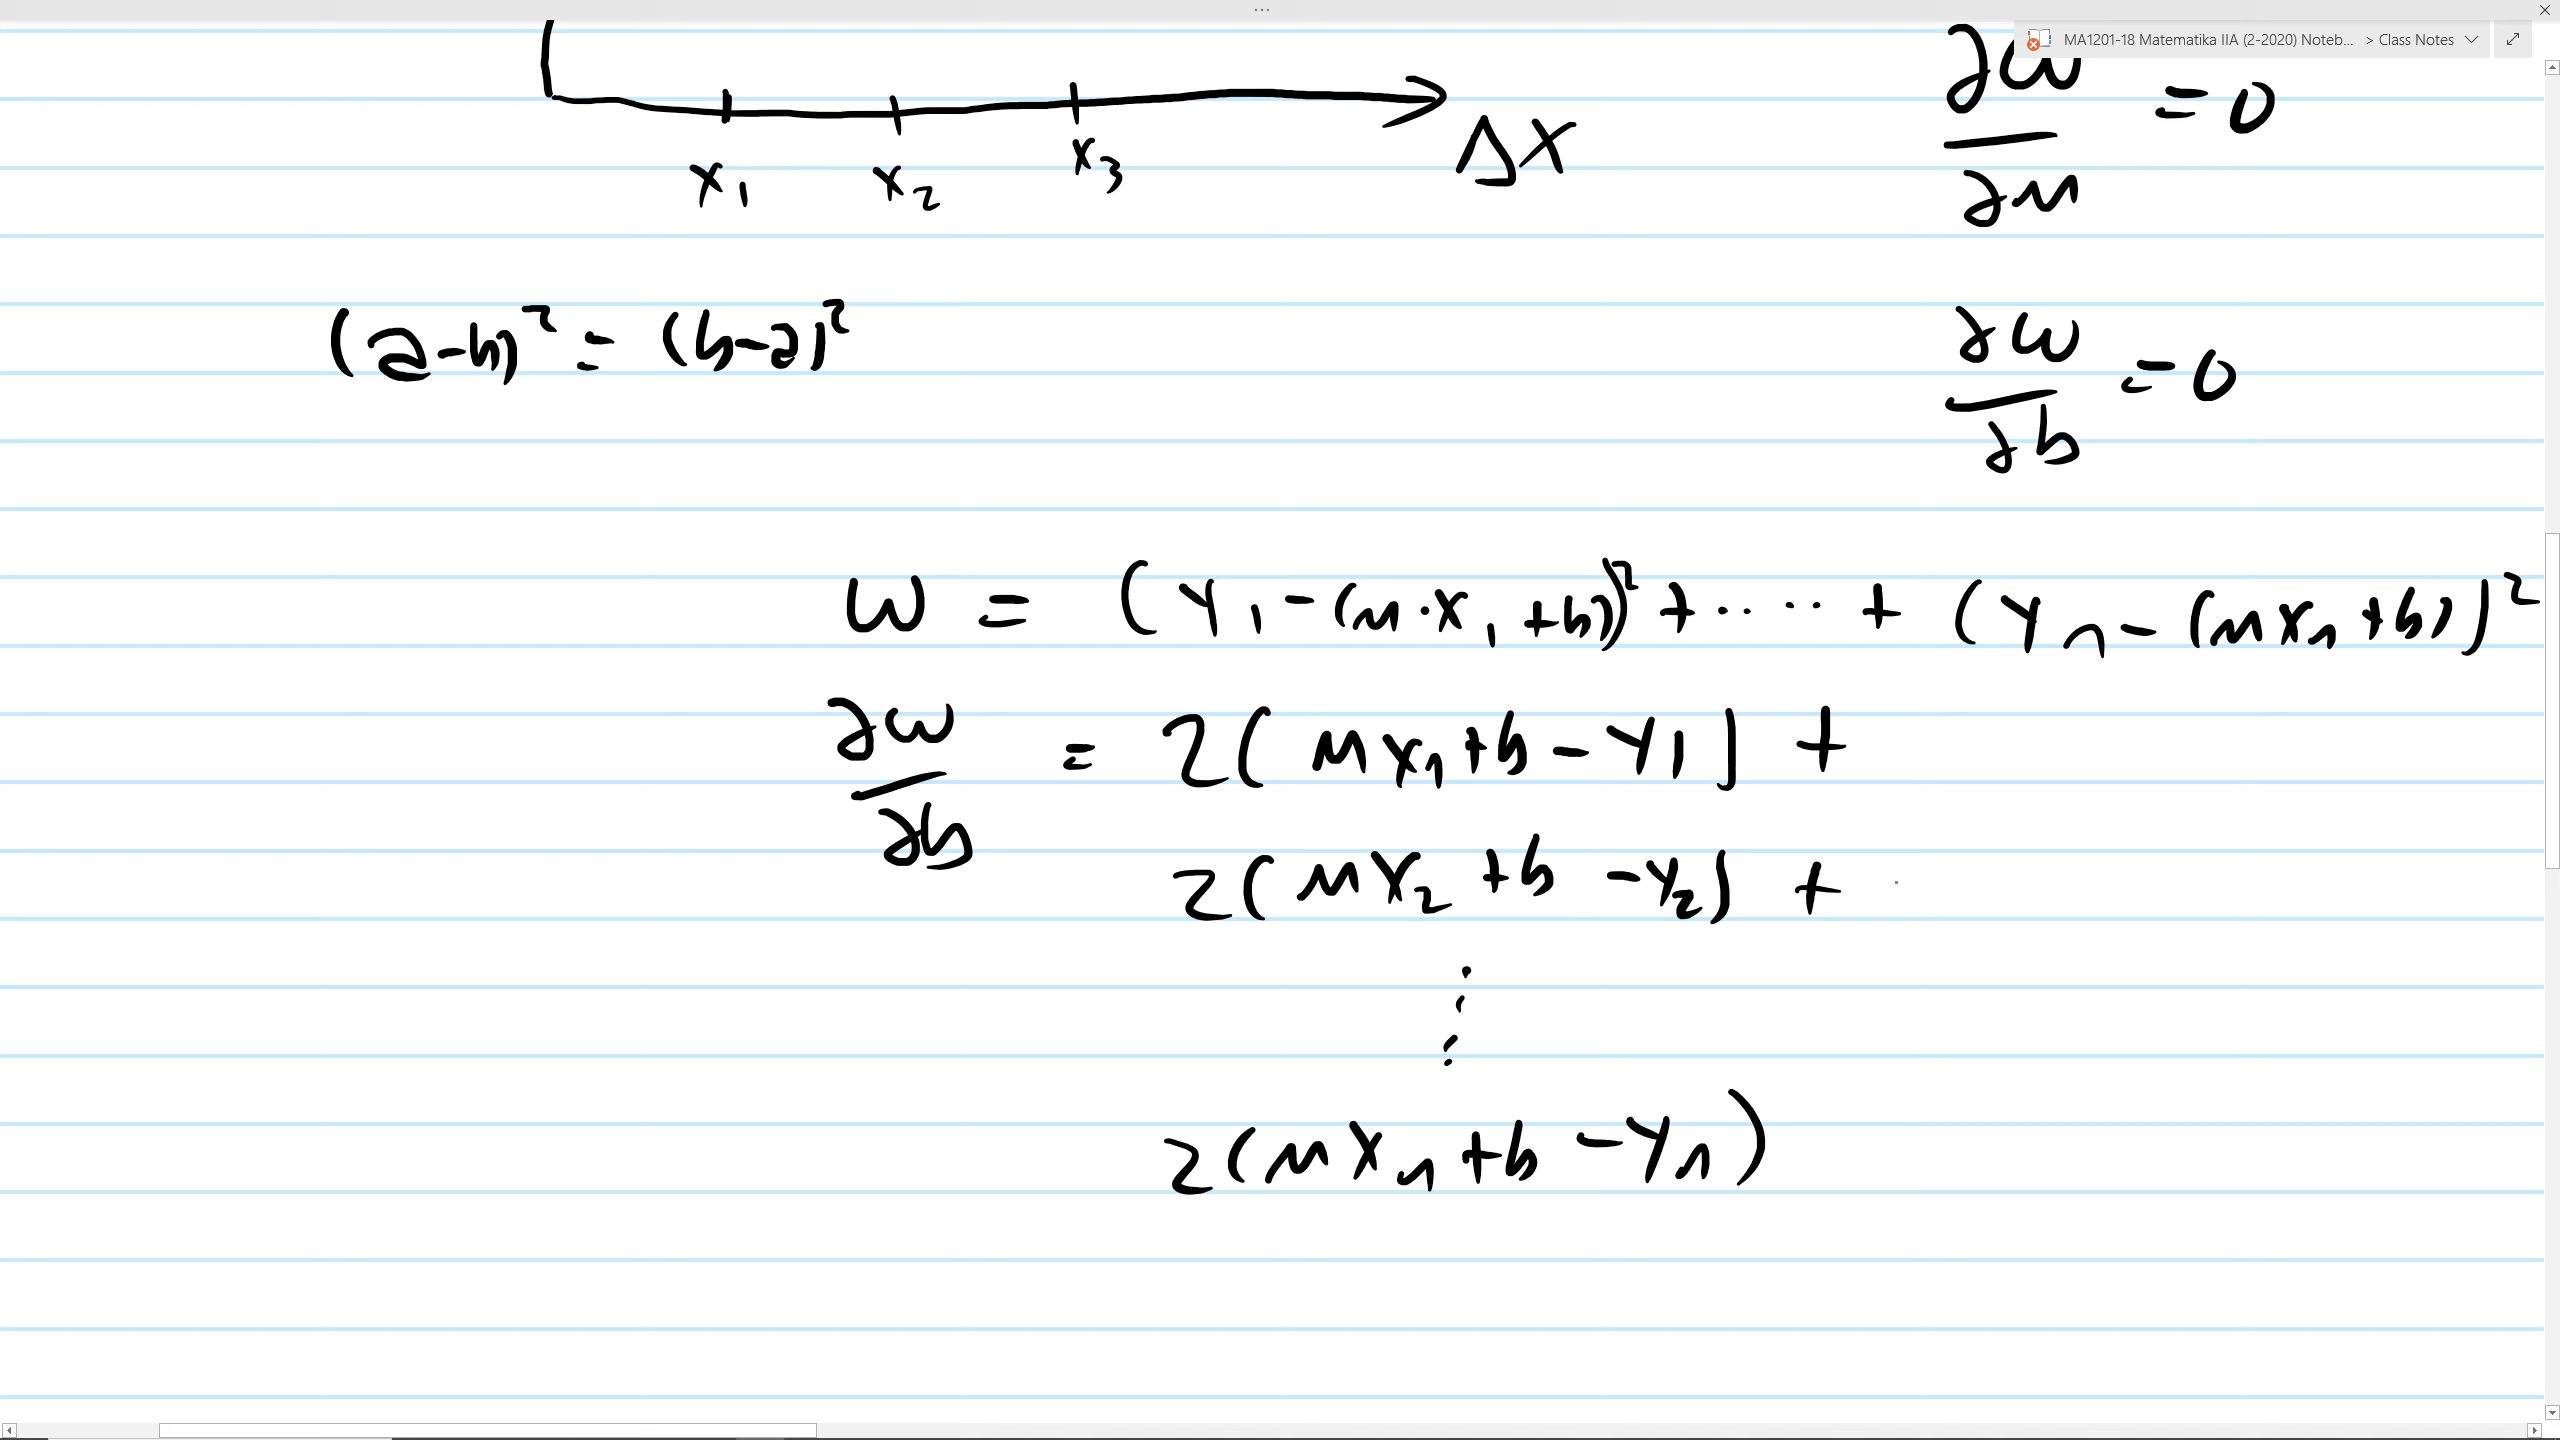 MA1201-18 Matematika IIA (2-2020) Noteb... > Class Notes
x₁ x₂ x₃ ΔX
∂w/∂m = 0
(a-b)² = (b-a)²
∂w/∂b = 0
w = (y₁ - (m·x₁ + b))² + ···· + (yₙ - (mxₙ + b))²
∂w/∂b = 2(mx₁ + b - y₁) +
2(mx₂ + b - y₂) +
⋮
2(mxₙ + b - yₙ)